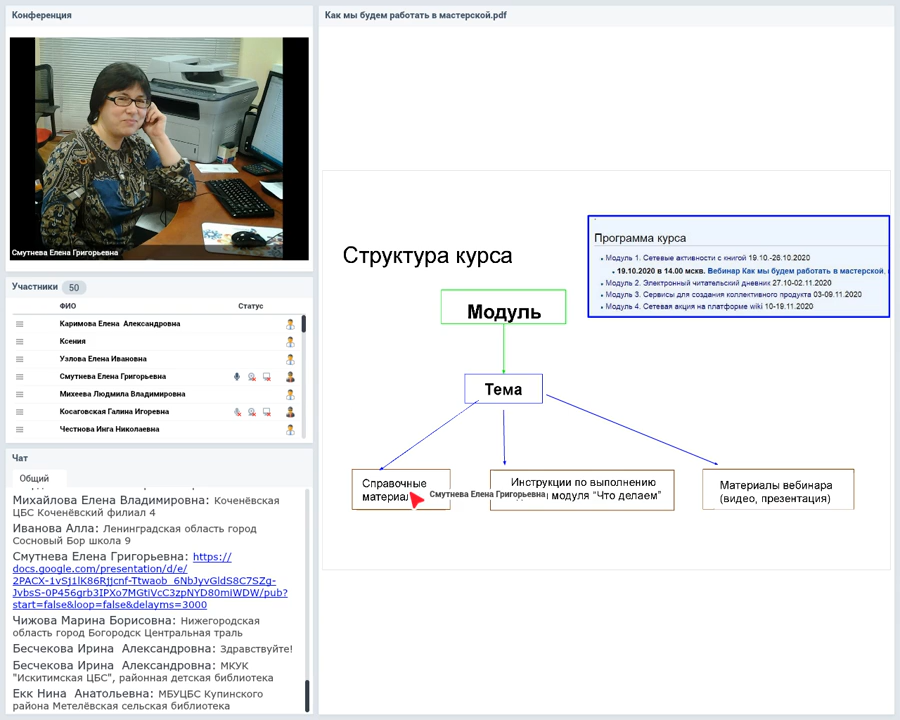 Конференция
Смутнева Елена Григорьевна
Участники 50
ФИО Статус
Каримова Елена Александровна
Ксения
Узлова Елена Ивановна
Смутнева Елена Григорьевна
Михеева Людмила Владимировна
Косаговская Галина Игоревна
Честнова Инга Николаевна
Чат
Общий
Михайлова Елена Владимировна: Коченёвская
ЦБС Коченёвский филиал 4
Иванова Алла: Ленинградская область город
Сосновый Бор школа 9
Смутнева Елена Григорьевна: https://
docs.google.com/presentation/d/e/
2PACX-1vSj1lK86Rjjcnf-Ttwaob_6NbJyvGldS8C7SZg-
JvbsS-0P456grb3IPXo7MGtiVcC3zpNYD80miWDW/pub?
start=false&loop=false&delayms=3000
Чижова Марина Борисовна: Нижегородская
область город Богородск Центральная траль
Бесчекова Ирина Александровна: Здравствуйте!
Бесчекова Ирина Александровна: МКУК
"Искитимская ЦБС", районная детская библиотека
Екк Нина Анатольевна: МБУЦБС Купинского
района Метелёвская сельская библиотека
Как мы будем работать в мастерской.pdf
Структура курса
Программа курса
Модуль 1. Сетевые активности с книгой 19.10.-26.10.2020
19.10.2020 в 14.00 мскв. Вебинар Как мы будем работать в мастерской,
Модуль 2. Электронный читательский дневник 27.10-02.11.2020
Модуль 3. Сервисы для создания коллективного продукта 03-09.11.2020
Модуль 4. Сетевая акция на платформе wiki 10-19.11.2020
Модуль
Тема
Справочные
материал
Смутнева Елена Григорьевна
Инструкции по выполнению
модуля "Что делаем"
Материалы вебинара
(видео, презентация)